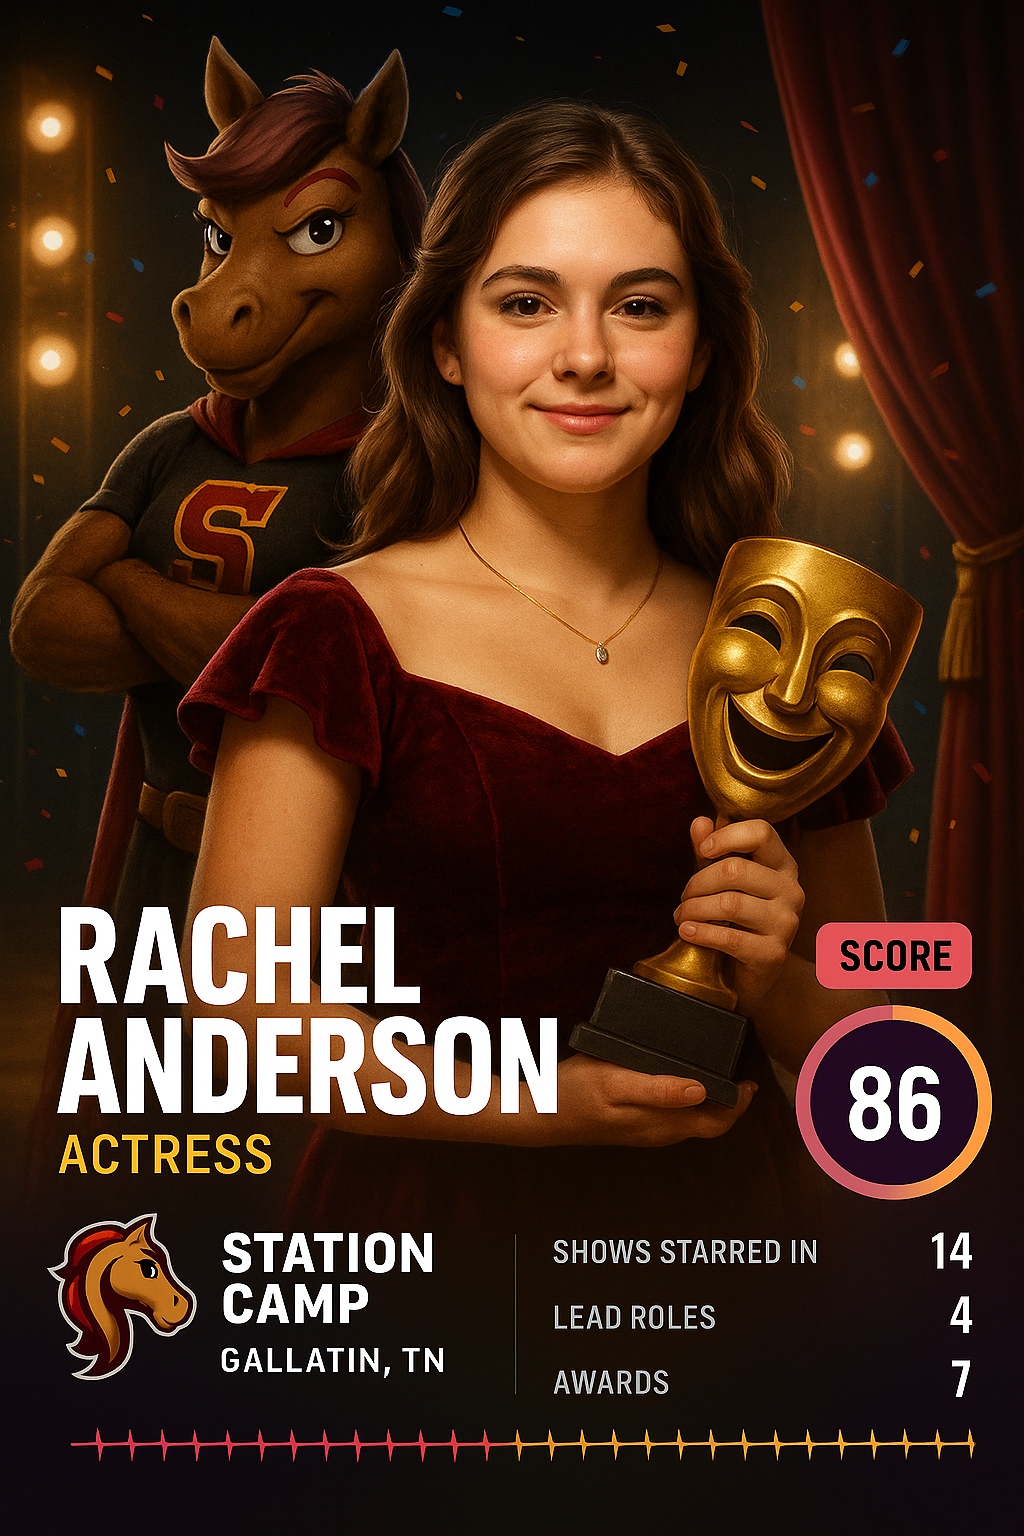 S
RACHEL
ANDERSON
ACTRESS
SCORE
86
STATION
CAMP
GALLATIN, TN
SHOWS STARRED IN 14
LEAD ROLES 4
AWARDS 7